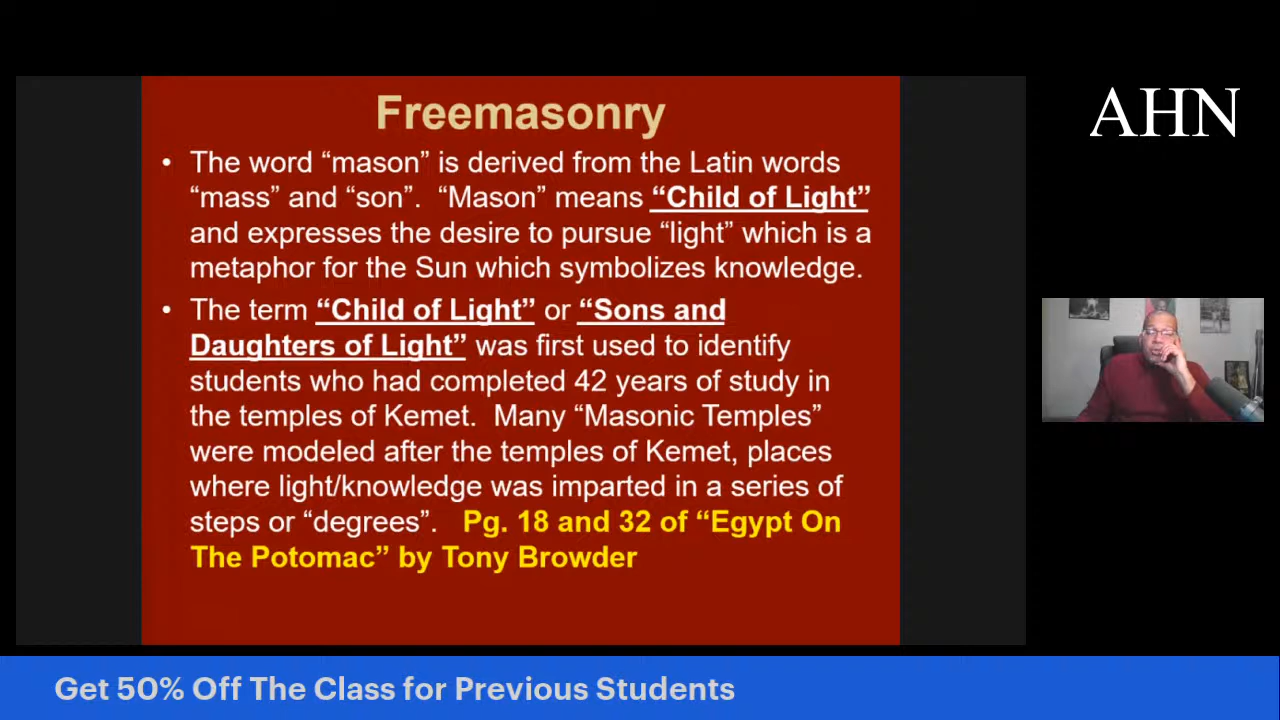 Freemasonry
AHN
• The word “mason” is derived from the Latin words
“mass” and “son”. “Mason” means “Child of Light”
and expresses the desire to pursue “light” which is a
metaphor for the Sun which symbolizes knowledge.
• The term “Child of Light” or “Sons and
Daughters of Light” was first used to identify
students who had completed 42 years of study in
the temples of Kemet. Many “Masonic Temples”
were modeled after the temples of Kemet, places
where light/knowledge was imparted in a series of
steps or “degrees”. Pg. 18 and 32 of “Egypt On
The Potomac” by Tony Browder
Get 50% Off The Class for Previous Students